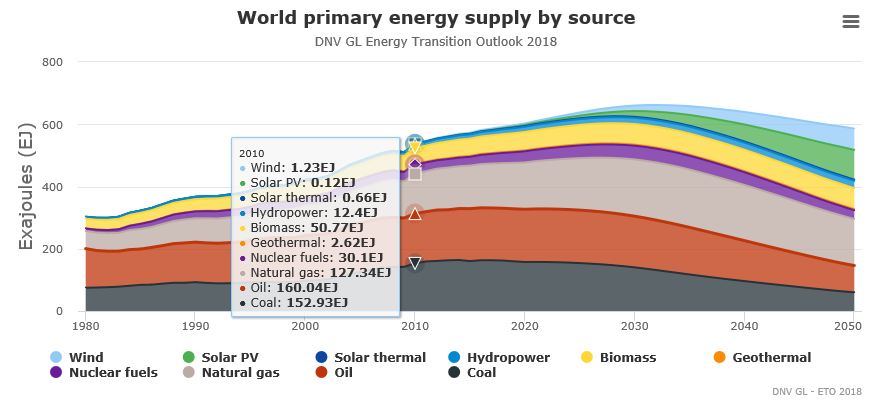 World primary energy supply by source
DNV GL Energy Transition Outlook 2018
Exajoules (EJ)
800
600
400
200
0
2010
Wind: 1.23EJ
Solar PV: 0.12EJ
Solar thermal: 0.66EJ
Hydropower: 12.4EJ
Biomass: 50.77EJ
Geothermal: 2.62EJ
Nuclear fuels: 30.1EJ
Natural gas: 127.34EJ
Oil: 160.04EJ
Coal: 152.93EJ
1980 1990 2000 2010 2020 2030 2040 2050
Wind Solar PV Solar thermal Hydropower Biomass Geothermal
Nuclear fuels Natural gas Oil Coal
DNV GL - ETO 2018